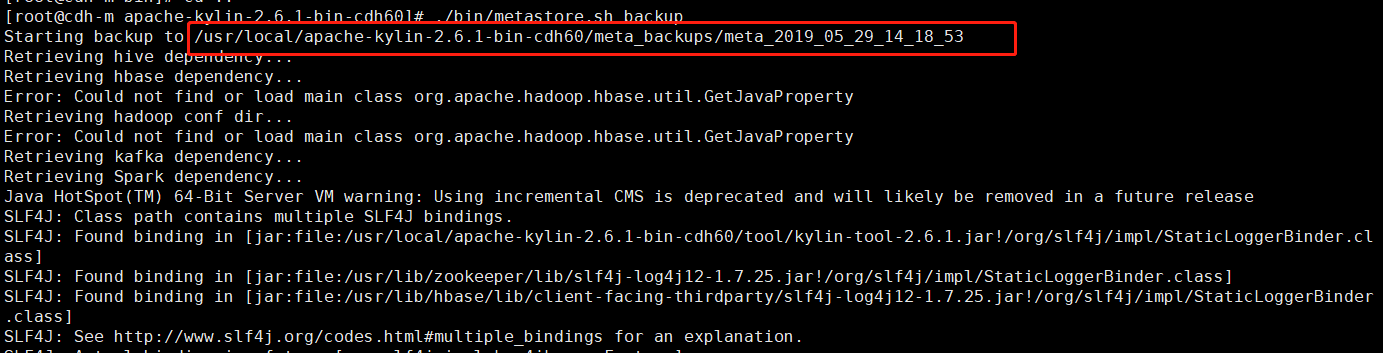 [root@cdh-m apache-kylin-2.6.1-bin-cdh60]# ./bin/metastore.sh backup
Starting backup to /usr/local/apache-kylin-2.6.1-bin-cdh60/meta_backups/meta_2019_05_29_14_18_53
Retrieving hive dependency...
Retrieving hbase dependency...
Error: Could not find or load main class org.apache.hadoop.hbase.util.GetJavaProperty
Retrieving hadoop conf dir...
Error: Could not find or load main class org.apache.hadoop.hbase.util.GetJavaProperty
Retrieving kafka dependency...
Retrieving Spark dependency...
Java HotSpot(TM) 64-Bit Server VM warning: Using incremental CMS is deprecated and will likely be removed in a future release
SLF4J: Class path contains multiple SLF4J bindings.
SLF4J: Found binding in [jar:file:/usr/local/apache-kylin-2.6.1-bin-cdh60/tool/kylin-tool-2.6.1.jar!/org/slf4j/impl/StaticLoggerBinder.cl
ass]
SLF4J: Found binding in [jar:file:/usr/lib/zookeeper/lib/slf4j-log4j12-1.7.25.jar!/org/slf4j/impl/StaticLoggerBinder.class]
SLF4J: Found binding in [jar:file:/usr/lib/hbase/lib/client-facing-thirdparty/slf4j-log4j12-1.7.25.jar!/org/slf4j/impl/StaticLoggerBinder
.class]
SLF4J: See http://www.slf4j.org/codes.html#multiple_bindings for an explanation.